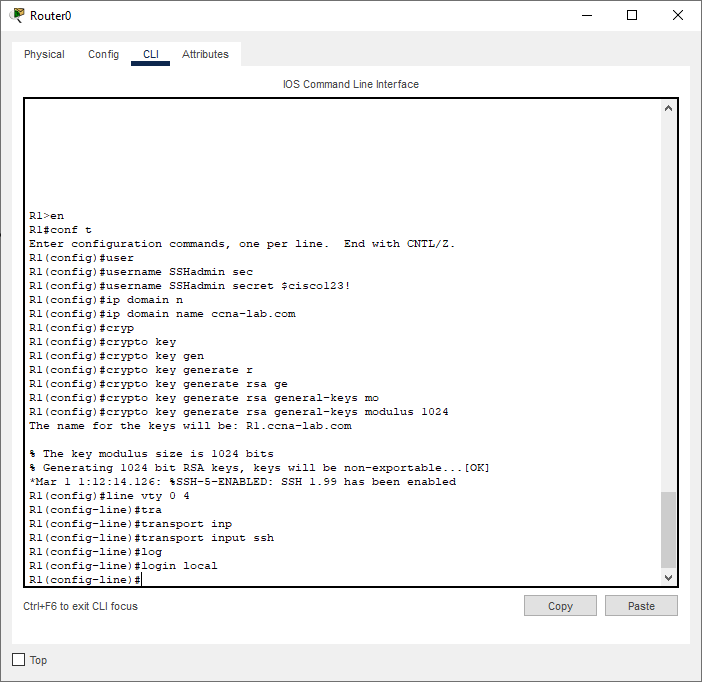 Router0
Physical Config CLI Attributes
IOS Command Line Interface
R1>en
R1#conf t
Enter configuration commands, one per line.  End with CNTL/Z.
R1(config)#user
R1(config)#username SSHadmin sec
R1(config)#username SSHadmin secret $cisco123!
R1(config)#ip domain n
R1(config)#ip domain name ccna-lab.com
R1(config)#cryp
R1(config)#crypto key
R1(config)#crypto key gen
R1(config)#crypto key generate r
R1(config)#crypto key generate rsa ge
R1(config)#crypto key generate rsa general-keys mo
R1(config)#crypto key generate rsa general-keys modulus 1024
The name for the keys will be: R1.ccna-lab.com
% The key modulus size is 1024 bits
% Generating 1024 bit RSA keys, keys will be non-exportable...[OK]
*Mar 1 1:12:14.126: %SSH-5-ENABLED: SSH 1.99 has been enabled
R1(config)#line vty 0 4
R1(config-line)#tra
R1(config-line)#transport inp
R1(config-line)#transport input ssh
R1(config-line)#log
R1(config-line)#login local
R1(config-line)#
Ctrl+F6 to exit CLI focus Copy Paste
Top